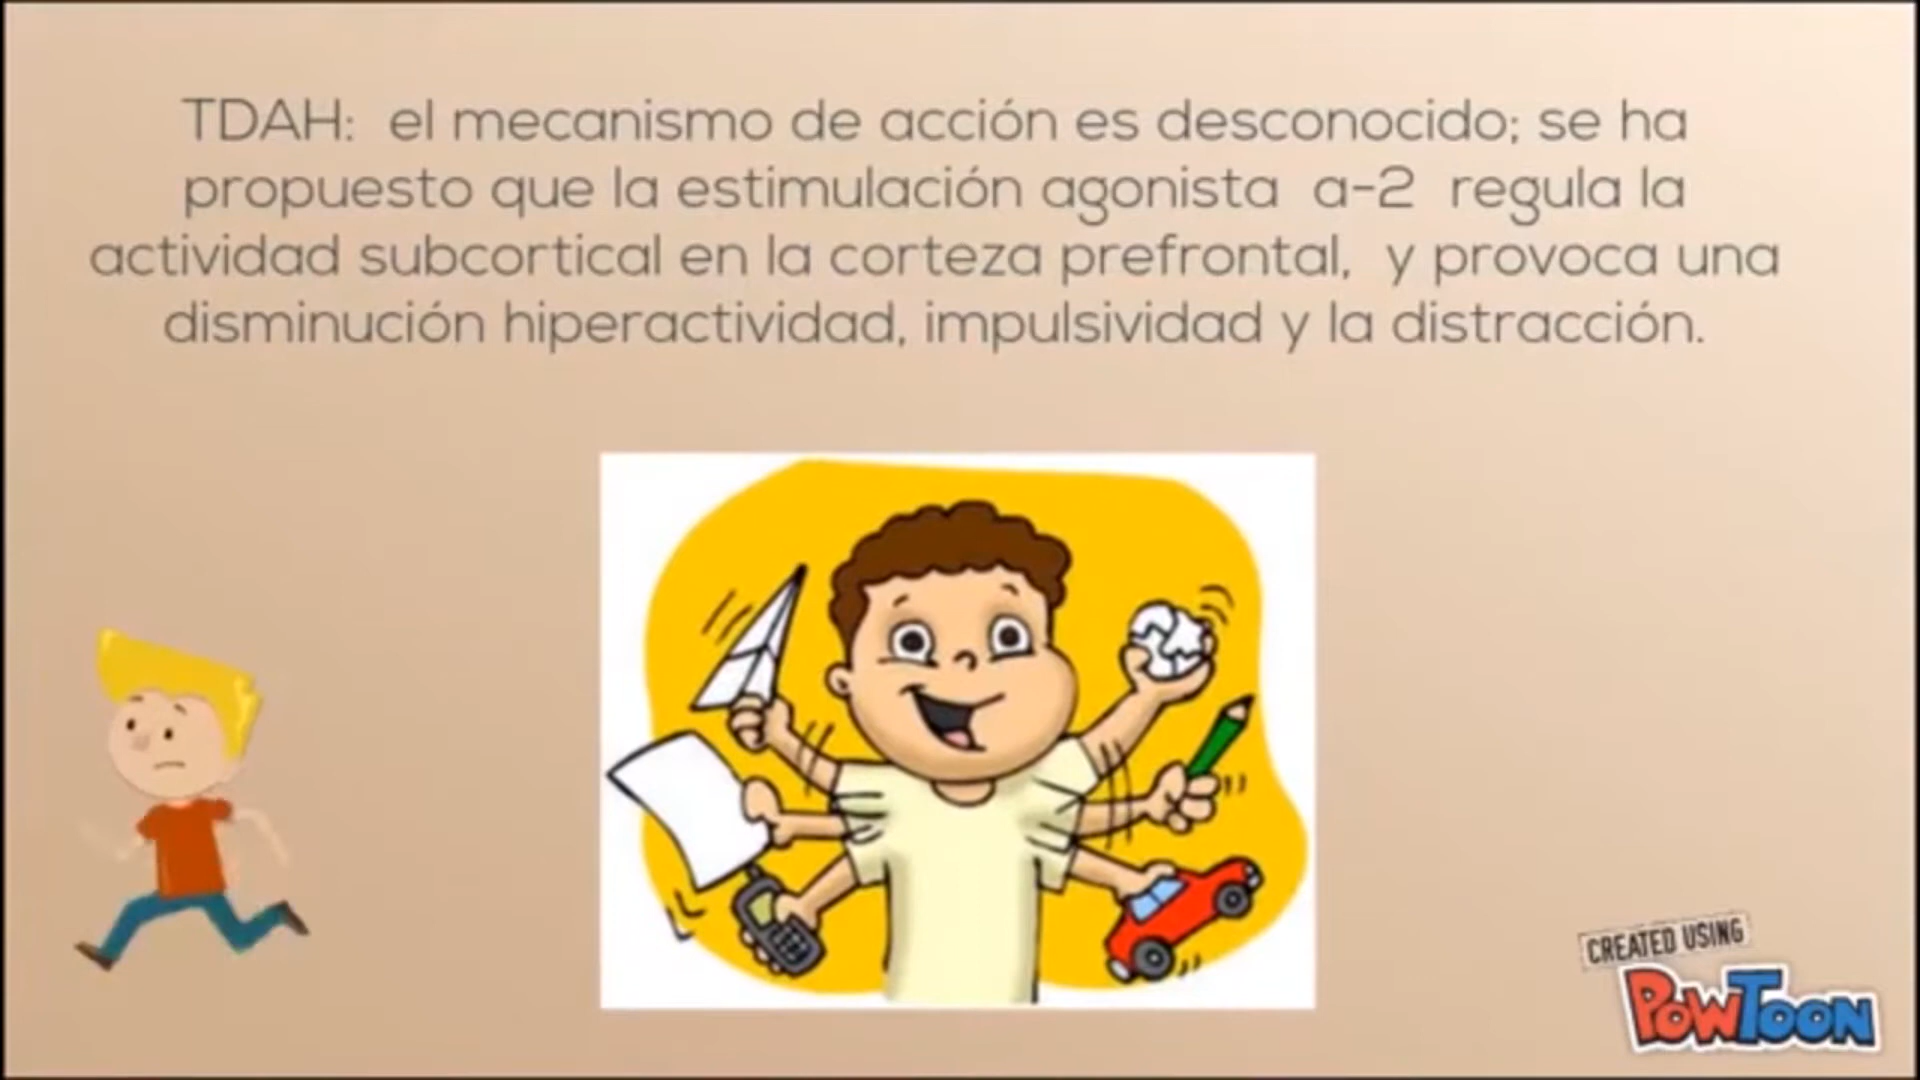 TDAH: el mecanismo de acción es desconocido; se ha
propuesto que la estimulación agonista a-2 regula la
actividad subcortical en la corteza prefrontal, y provoca una
disminución hiperactividad, impulsividad y la distracción.
CREATED USING
POWTOON